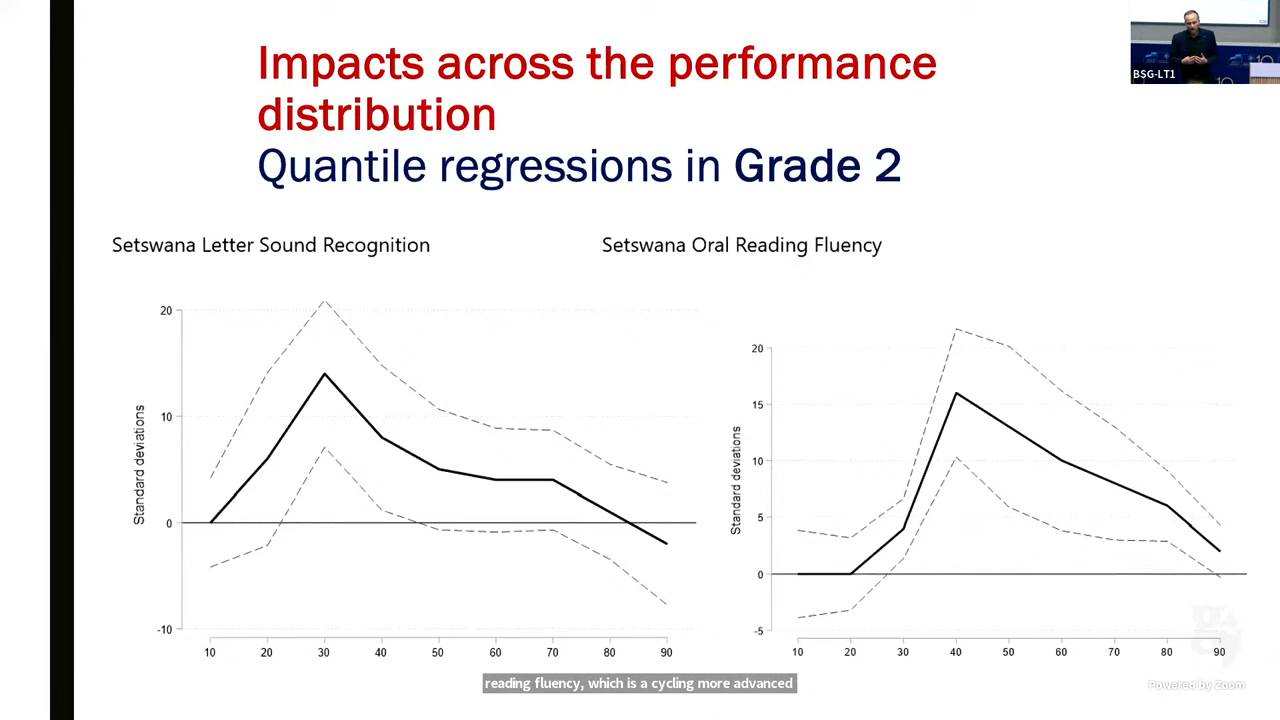 Impacts across the performance
distribution
Quantile regressions in Grade 2
BSG-LT1
Setswana Letter Sound Recognition
Setswana Oral Reading Fluency
Standard deviations
20
10
0
-10
10 20 30 40 50 60 70 80 90
Standard deviations
20
15
10
5
0
-5
10 20 30 40 50 60 70 80 90
reading fluency, which is a cycling more advanced
Powered by Zoom